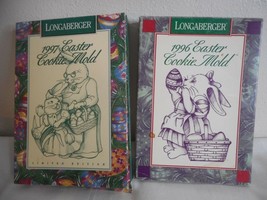 LONGABERGER
1997 Easter
Cookie Mold
LIMITED EDITION
LONGABERGER
1996 Easter
Cookie Mold